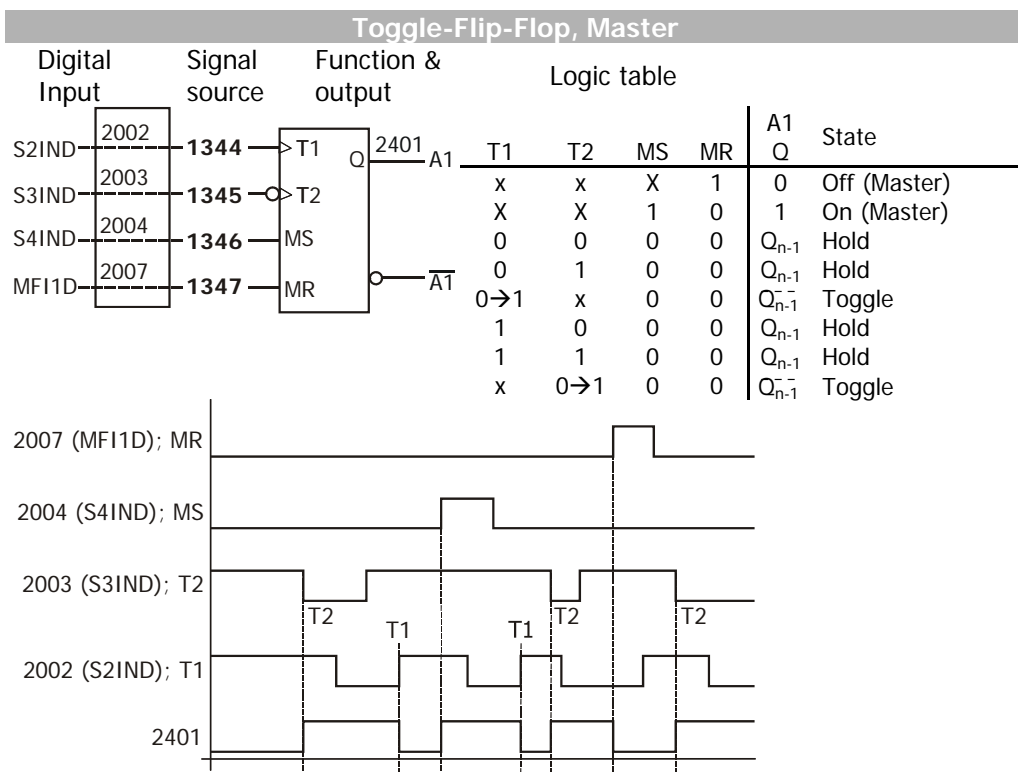 Toggle-Flip-Flop, Master
Digital Input
Signal source
Function & output
Logic table
S2IND 2002 1344 T1 Q 2401 A1
S3IND 2003 1345 T2
S4IND 2004 1346 MS
MFI1D 2007 1347 MR A1
T1 T2 MS MR A1 Q State
x x X 1 0 Off (Master)
X X 1 0 1 On (Master)
0 0 0 0 Qn-1 Hold
0 1 0 0 Qn-1 Hold
0→1 x 0 0 Qn-1 Toggle
1 0 0 0 Qn-1 Hold
1 1 0 0 Qn-1 Hold
x 0→1 0 0 Qn-1 Toggle
2007 (MFI1D); MR
2004 (S4IND); MS
2003 (S3IND); T2
T2 T1 T1 T2 T2
2002 (S2IND); T1
2401